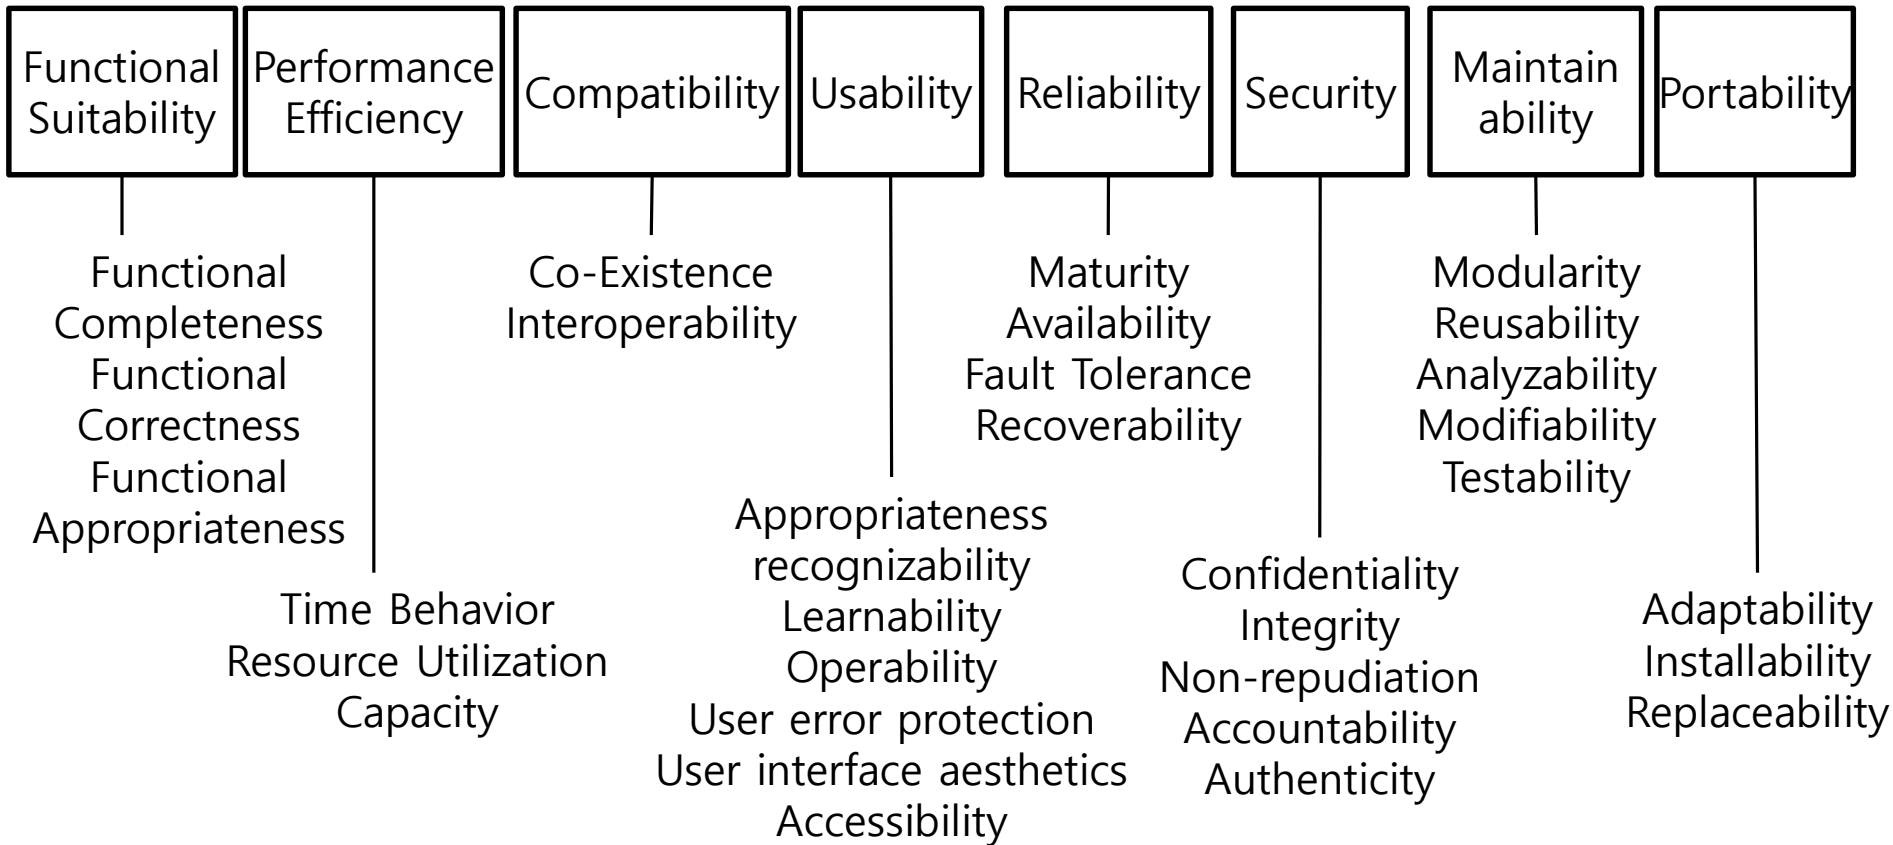 Functional
Suitability
Performance
Efficiency
Compatibility
Usability
Reliability
Security
Maintain
ability
Portability
Functional
Completeness
Functional
Correctness
Functional
Appropriateness
Time Behavior
Resource Utilization
Capacity
Co-Existence
Interoperability
Appropriateness
recognizability
Learnability
Operability
User error protection
User interface aesthetics
Accessibility
Maturity
Availability
Fault Tolerance
Recoverability
Confidentiality
Integrity
Non-repudiation
Accountability
Authenticity
Modularity
Reusability
Analyzability
Modifiability
Testability
Adaptability
Installability
Replaceability